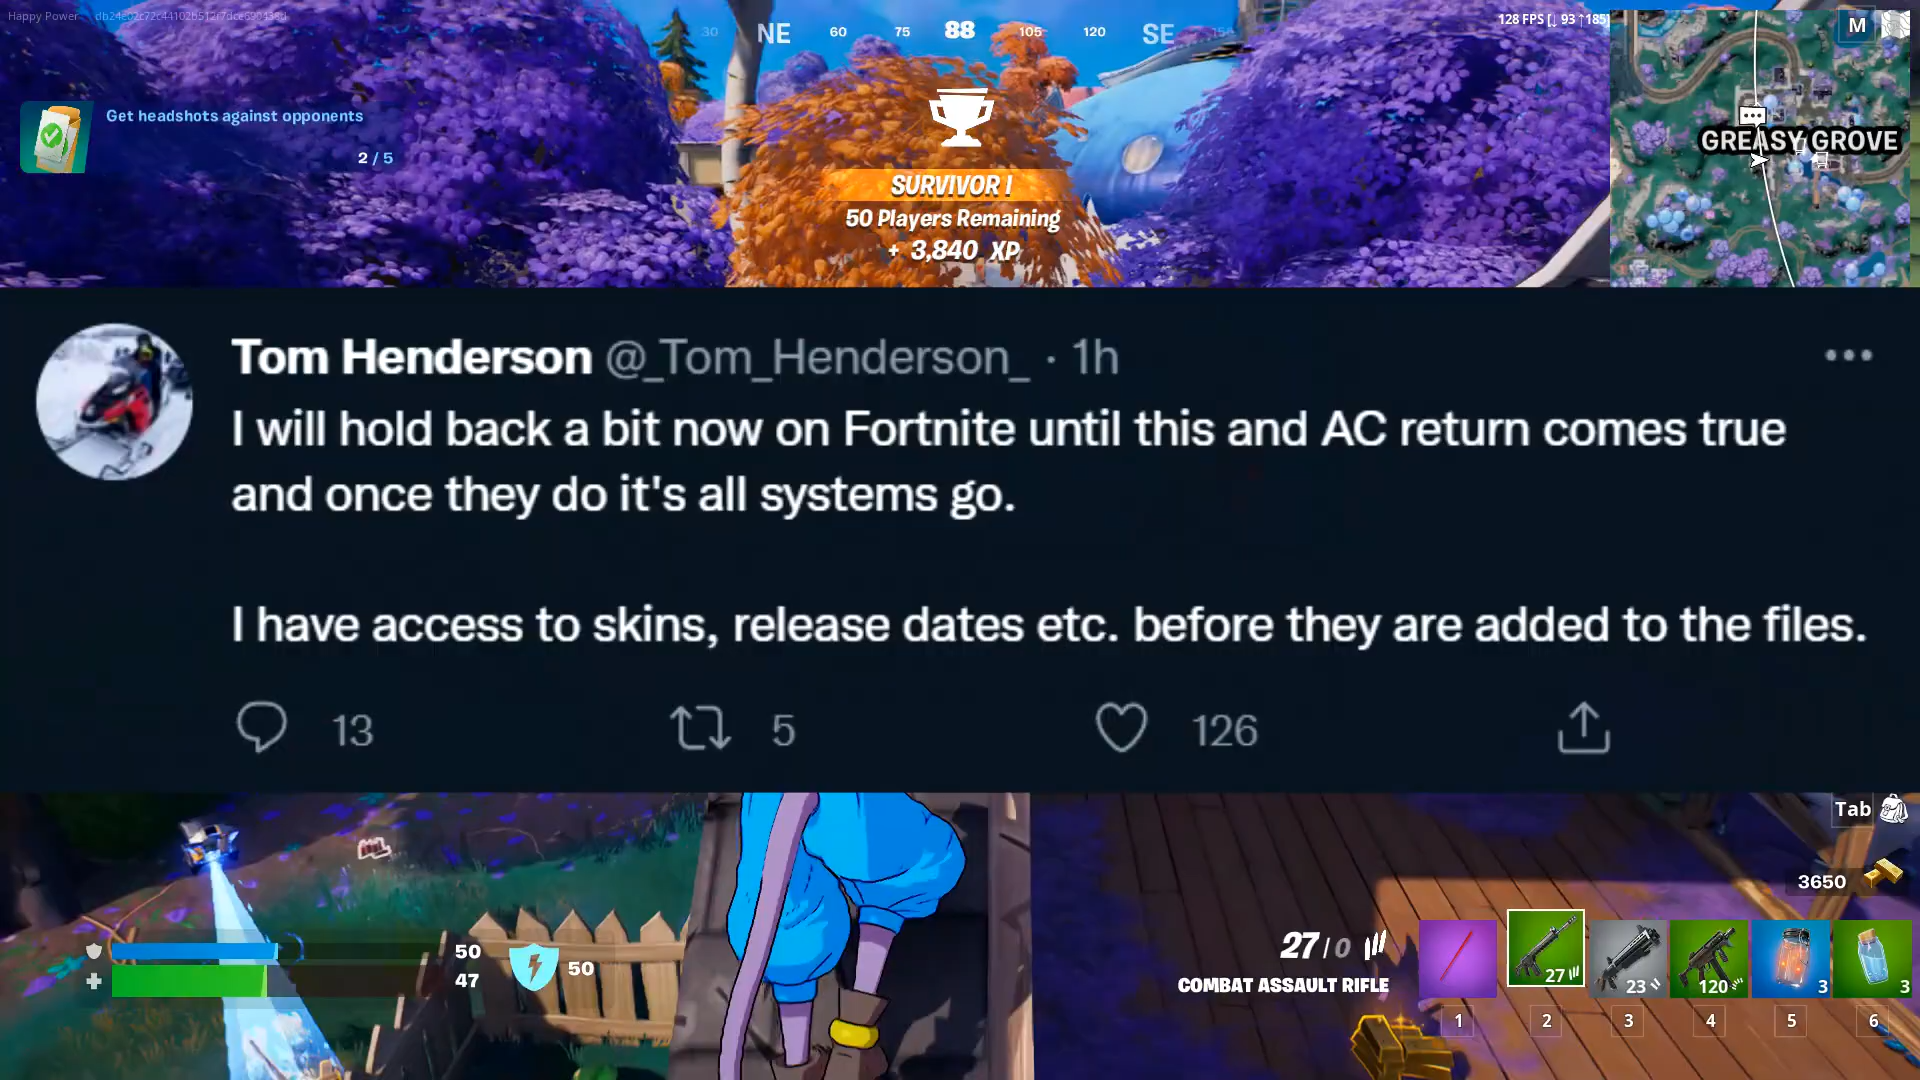 Happy Power
30 NE 60 75 88 105 120 SE
128 FPS [↓ 93 ↑185]
M
Get headshots against opponents
2 / 5
SURVIVOR !
50 Players Remaining
+ 3,840 XP
GREASY GROVE
Tom Henderson @_Tom_Henderson_ · 1h
I will hold back a bit now on Fortnite until this and AC return comes true
and once they do it's all systems go.
I have access to skins, release dates etc. before they are added to the files.
13 5 126
Tab
3650
50
47
50
27 / 0
COMBAT ASSAULT RIFLE
27 23 120 3 3
1 2 3 4 5 6